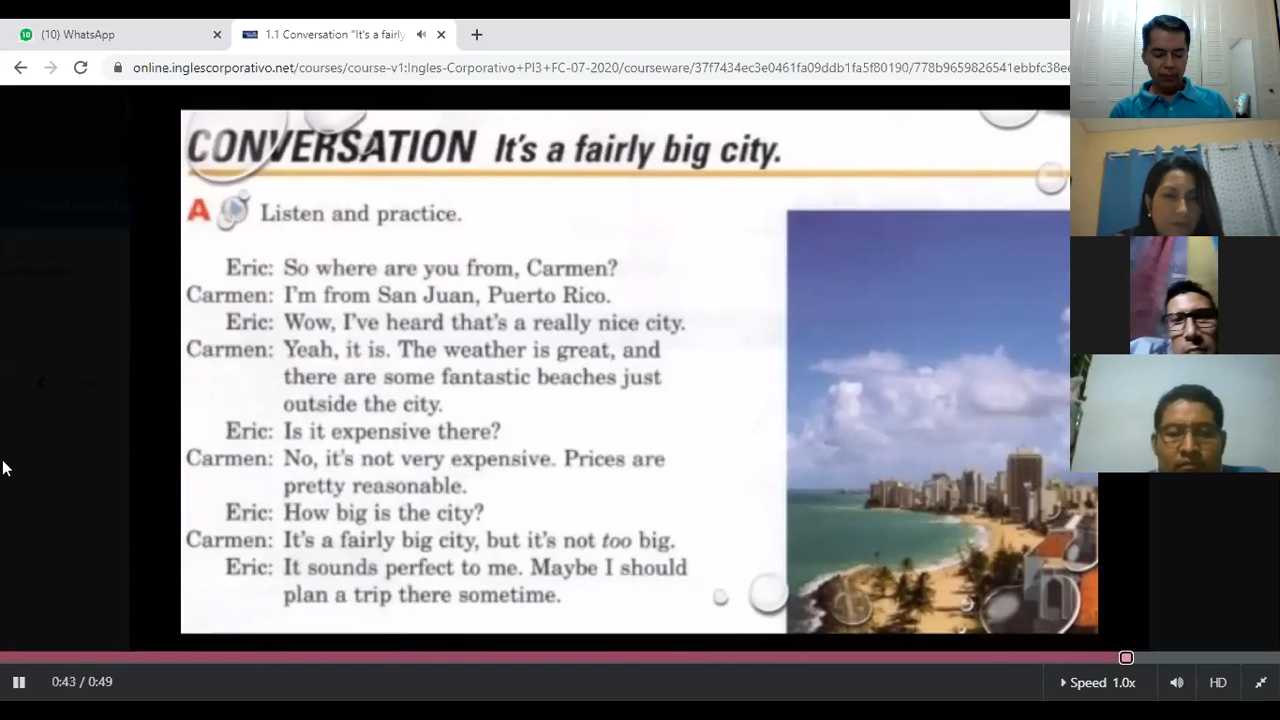 (10) WhatsApp
1.1 Conversation "It's a fairly
online.inglescorporativo.net/courses/course-v1:Ingles-Corporativo+PI3+FC-07-2020/courseware/37f7434ec3e0461fa09ddb1fa5f80190/778b9659826541ebbfc38ee
CONVERSATION It's a fairly big city.
A Listen and practice.
Eric: So where are you from, Carmen?
Carmen: I'm from San Juan, Puerto Rico.
Eric: Wow, I've heard that's a really nice city.
Carmen: Yeah, it is. The weather is great, and
there are some fantastic beaches just
outside the city.
Eric: Is it expensive there?
Carmen: No, it's not very expensive. Prices are
pretty reasonable.
Eric: How big is the city?
Carmen: It's a fairly big city, but it's not too big.
Eric: It sounds perfect to me. Maybe I should
plan a trip there sometime.
0:43 / 0:49
Speed 1.0x
HD